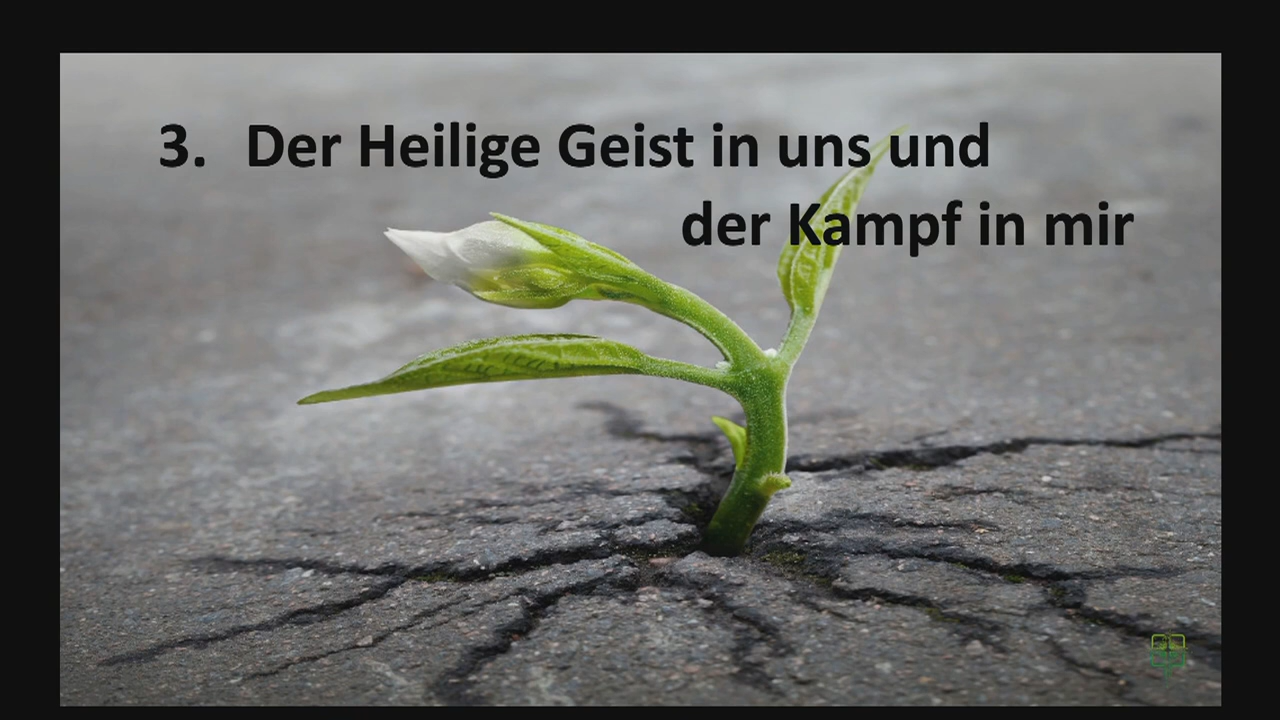 3. Der Heilige Geist in uns und
der Kampf in mir